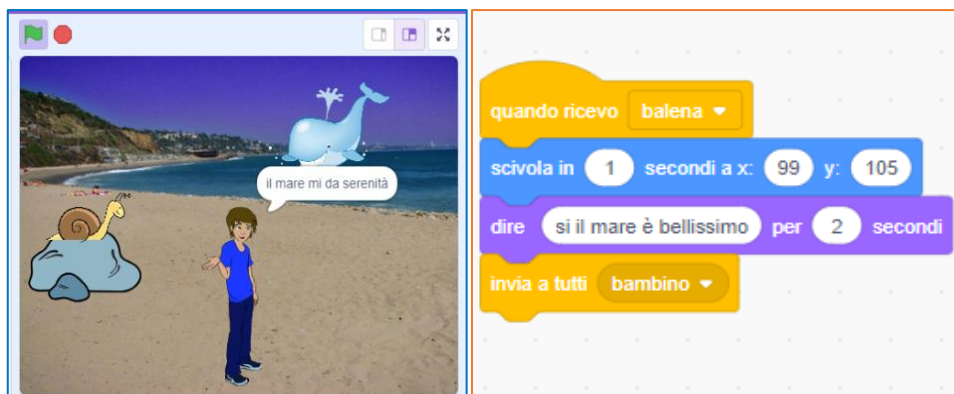 il mare mi da serenità
quando ricevo balena
scivola in 1 secondi a x: 99 y: 105
dire si il mare è bellissimo per 2 secondi
invia a tutti bambino